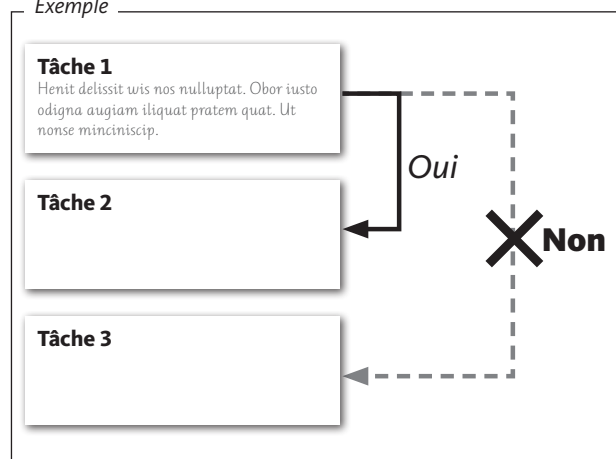 Exemple
Tâche 1
Henit delissit wis nos nulluptat. Obor iusto
odigna augiam iliquat pratem quat. Ut
nonse minciniscip.
Oui
Tâche 2
Non
Tâche 3